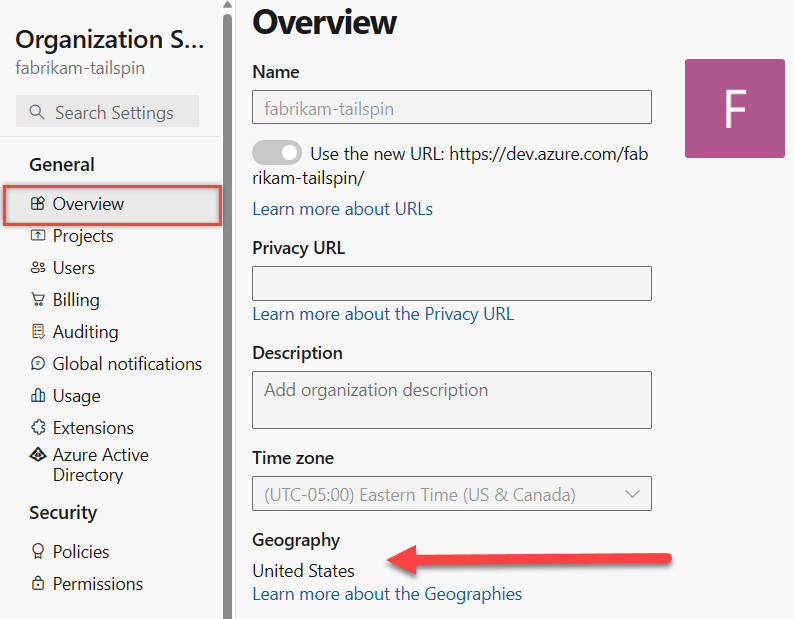 Organization S...
fabrikam-tailspin
Search Settings
General
Overview
Projects
Users
Billing
Auditing
Global notifications
Usage
Extensions
Azure Active
Directory
Security
Policies
Permissions
Overview
Name
fabrikam-tailspin
Use the new URL: https://dev.azure.com/fab
rikam-tailspin/
Learn more about URLs
Privacy URL
Learn more about the Privacy URL
Description
Add organization description
Time zone
(UTC-05:00) Eastern Time (US & Canada)
Geography
United States
Learn more about the Geographies
F